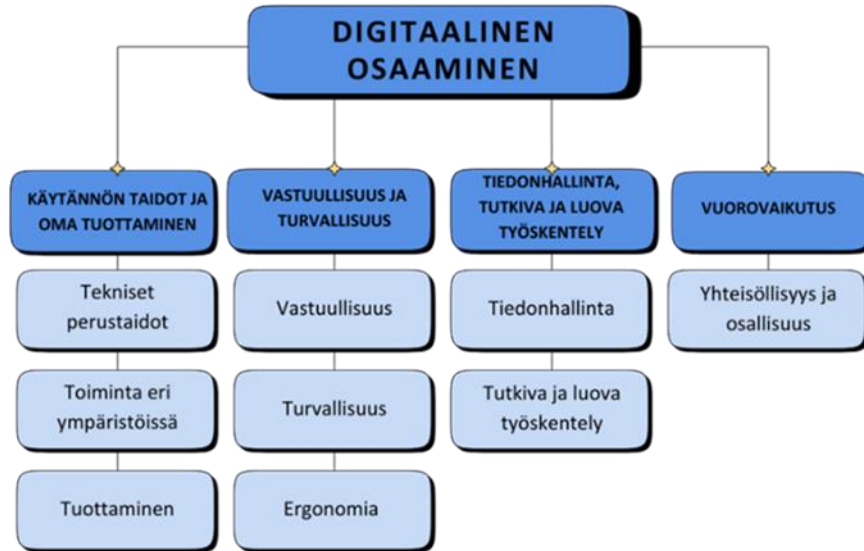 DIGITAALINEN
OSAAMINEN
KÄYTÄNNÖN TAIDOT JA
OMA TUOTTAMINEN
Tekniset
perustaidot
Toiminta eri
ympäristöissä
Tuottaminen
VASTUULLISUUS JA
TURVALLISUUS
Vastuullisuus
Turvallisuus
Ergonomia
TIEDONHALLINTA,
TUTKIVA JA LUOVA
TYÖSKENTELY
Tiedonhallinta
Tutkiva ja luova
työskentely
VUOROVAIKUTUS
Yhteisöllisyys ja
osallisuus